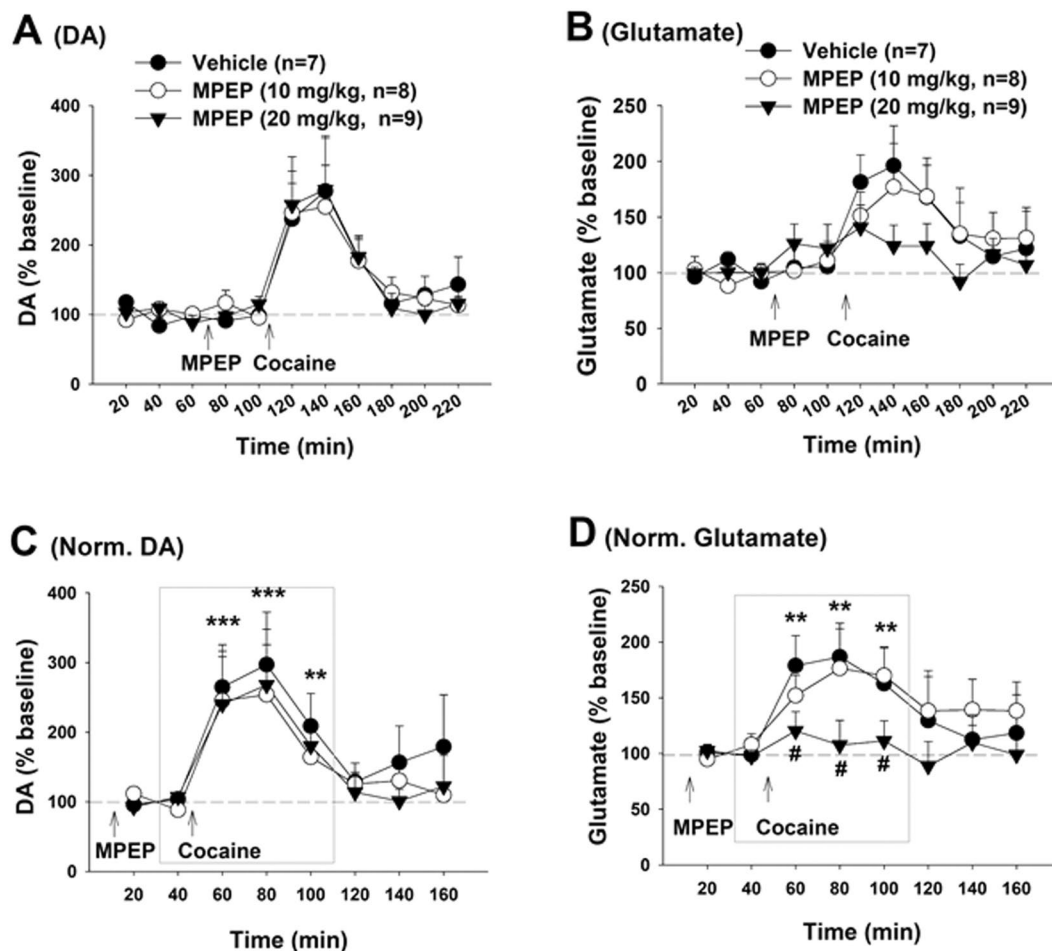 A (DA)
Vehicle (n=7)
MPEP (10 mg/kg, n=8)
MPEP (20 mg/kg, n=9)
DA (% baseline)
400
300
200
100
0
MPEP Cocaine
20 40 60 80 100 120 140 160 180 200 220
Time (min)
B (Glutamate)
Vehicle (n=7)
MPEP (10 mg/kg, n=8)
MPEP (20 mg/kg, n=9)
Glutamate (% baseline)
250
200
150
100
50
0
MPEP Cocaine
20 40 60 80 100 120 140 160 180 200 220
Time (min)
C (Norm. DA)
DA (% baseline)
400
300
200
100
0
*** *** **
MPEP Cocaine
20 40 60 80 100 120 140 160
Time (min)
D (Norm. Glutamate)
Glutamate (% baseline)
250
200
150
100
50
0
** ** **
# # #
MPEP Cocaine
20 40 60 80 100 120 140 160
Time (min)